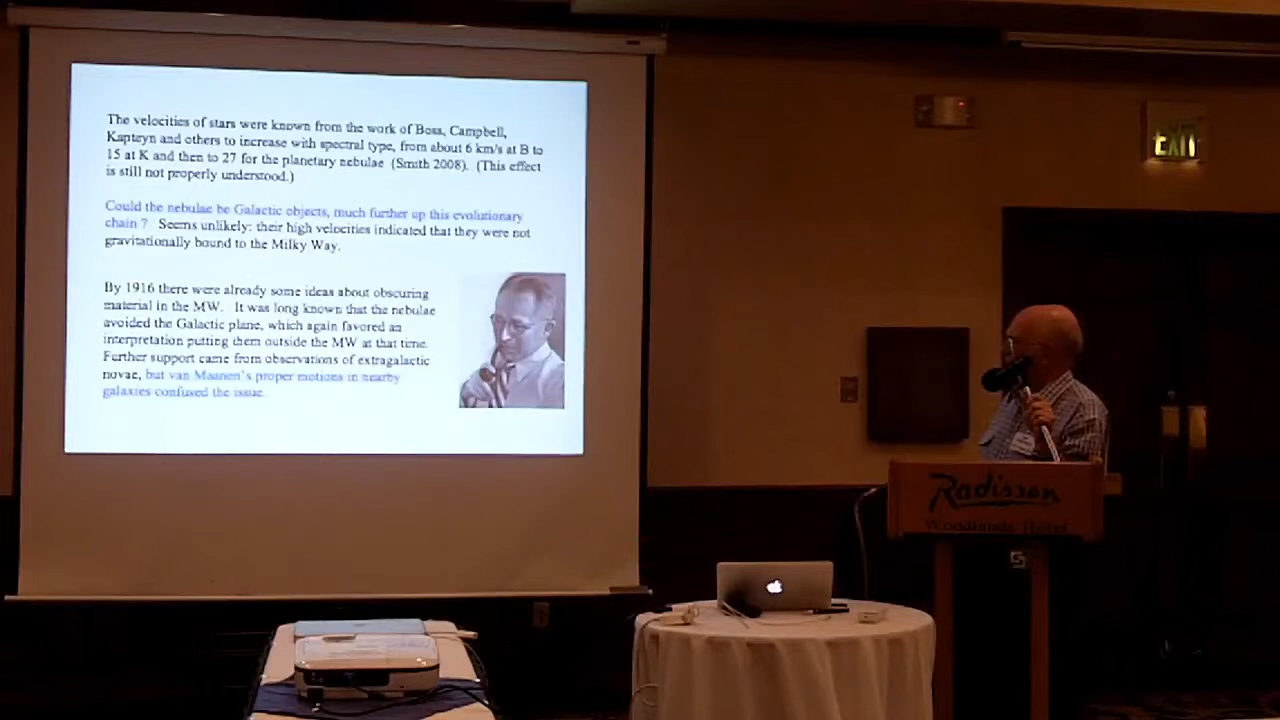 The velocities of stars were known from the work of Boss, Campbell,
Kapteyn and others to increase with spectral type, from about 6 km/s at B to
15 at K and then to 27 for the planetary nebulae (Smith 2008). (This effect
is still not properly understood.)
Could the nebulae be Galactic objects, much further up this evolutionary
chain ? Seems unlikely: their high velocities indicated that they were not
gravitationally bound to the Milky Way.
By 1916 there were already some ideas about obscuring
material in the MW. It was long known that the nebulae
avoided the Galactic plane, which again favored an
interpretation putting them outside the MW at that time.
Further support came from observations of extragalactic
novae, but van Maanen's proper motions in nearby
galaxies confused the issue.
EXIT
Radisson
Woodlands Hotel